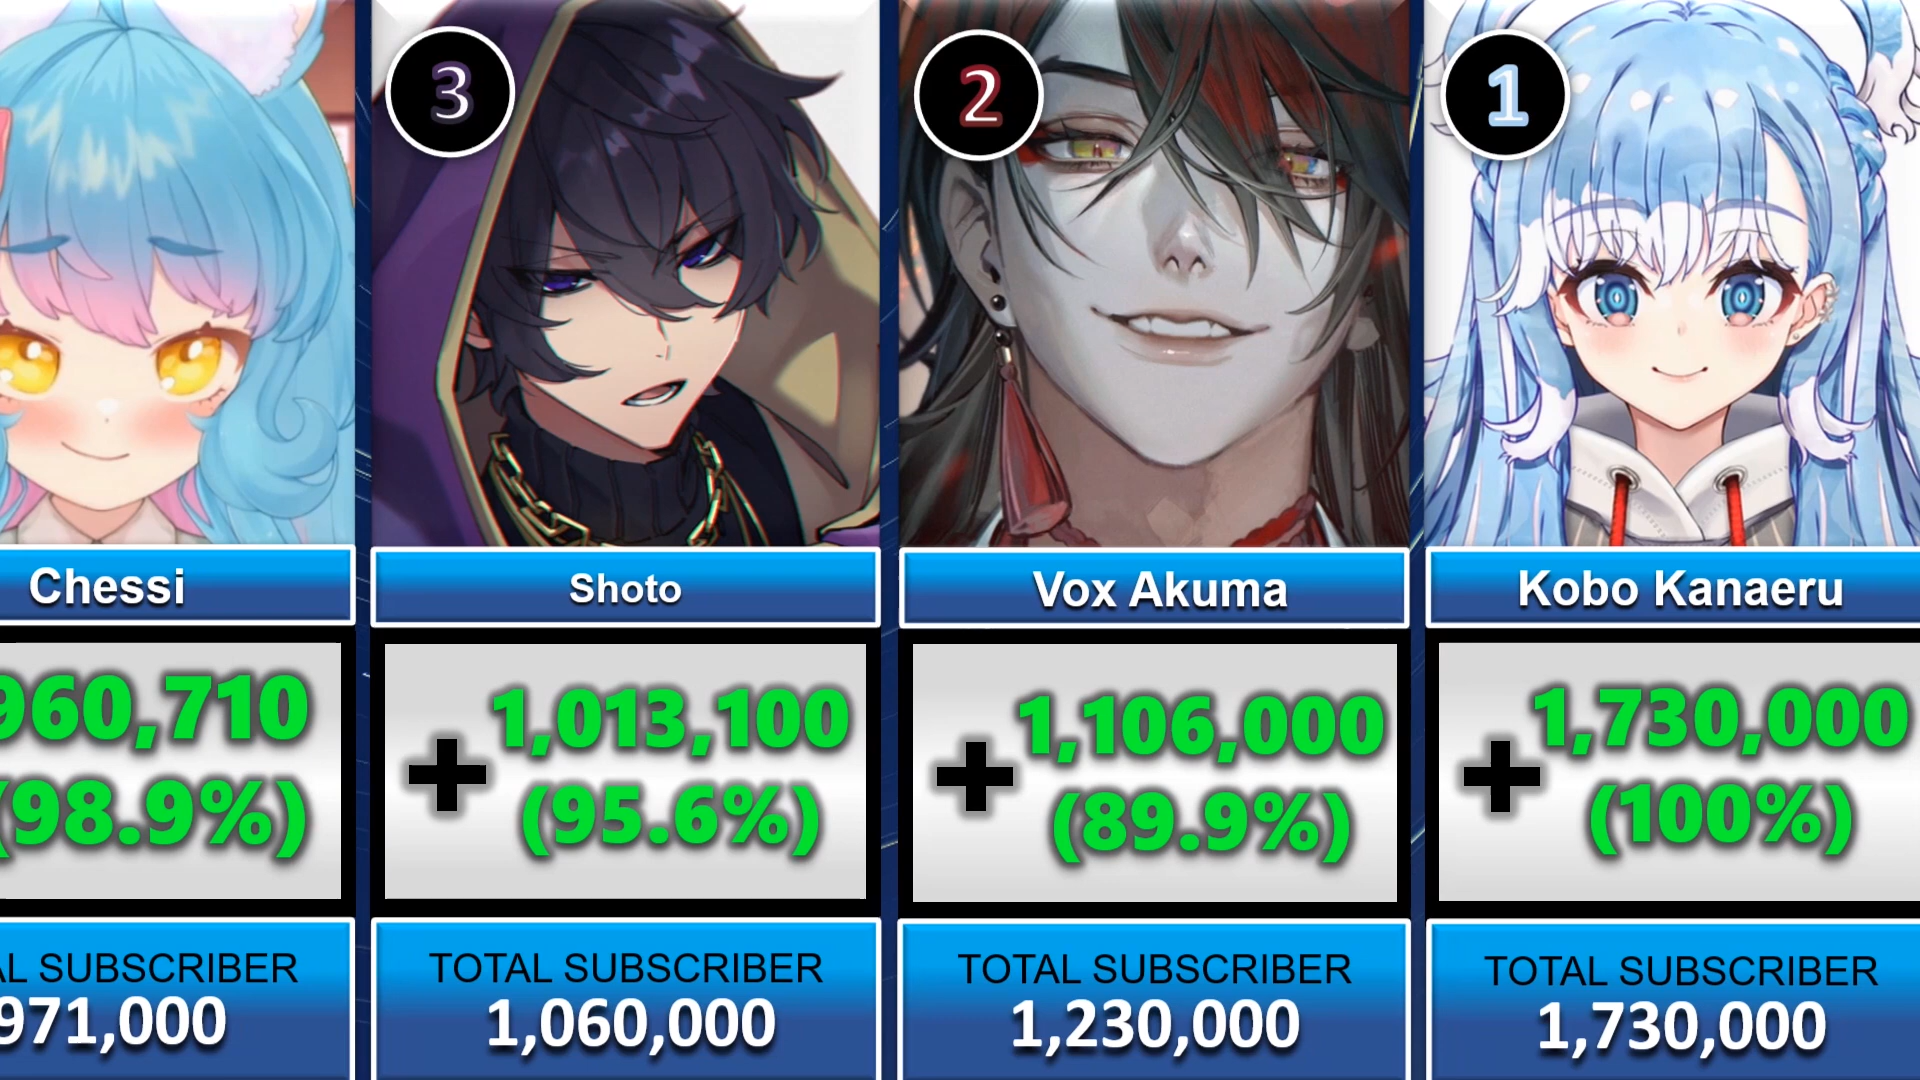 Chessi
960,710
(98.9%)
AL SUBSCRIBER
971,000
3
Shoto
+ 1,013,100
(95.6%)
TOTAL SUBSCRIBER
1,060,000
2
Vox Akuma
+ 1,106,000
(89.9%)
TOTAL SUBSCRIBER
1,230,000
1
Kobo Kanaeru
+ 1,730,000
(100%)
TOTAL SUBSCRIBER
1,730,000